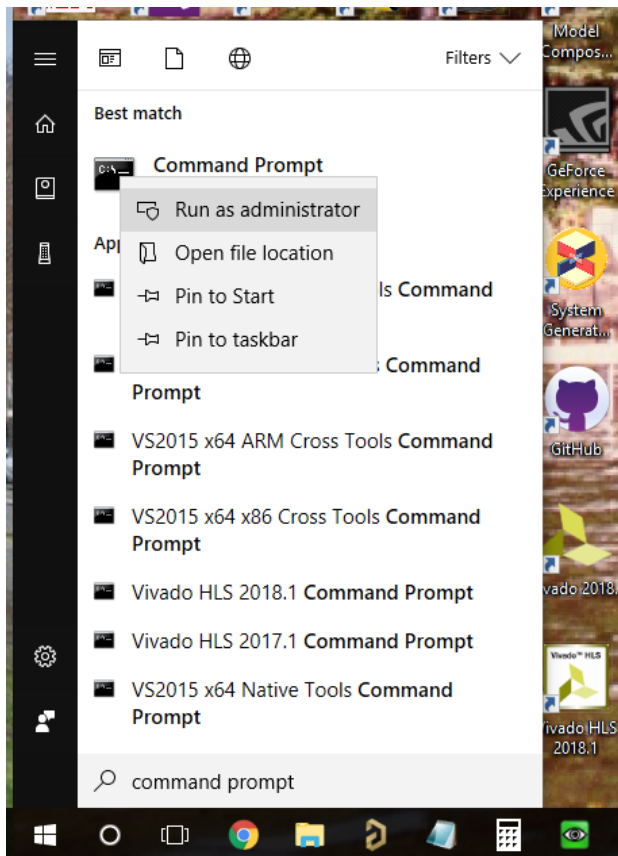 Filters
Best match
Command Prompt
Run as administrator
Open file location
Pin to Start
Pin to taskbar
App
ls Command
Command
Prompt
VS2015 x64 ARM Cross Tools Command
Prompt
VS2015 x64 x86 Cross Tools Command
Prompt
Vivado HLS 2018.1 Command Prompt
Vivado HLS 2017.1 Command Prompt
VS2015 x64 Native Tools Command
Prompt
command prompt
Model
Compos...
GeForce
Experience
System
Generat...
GitHub
vado 2018.
Vivado™ HLS
ivado HLS
2018.1